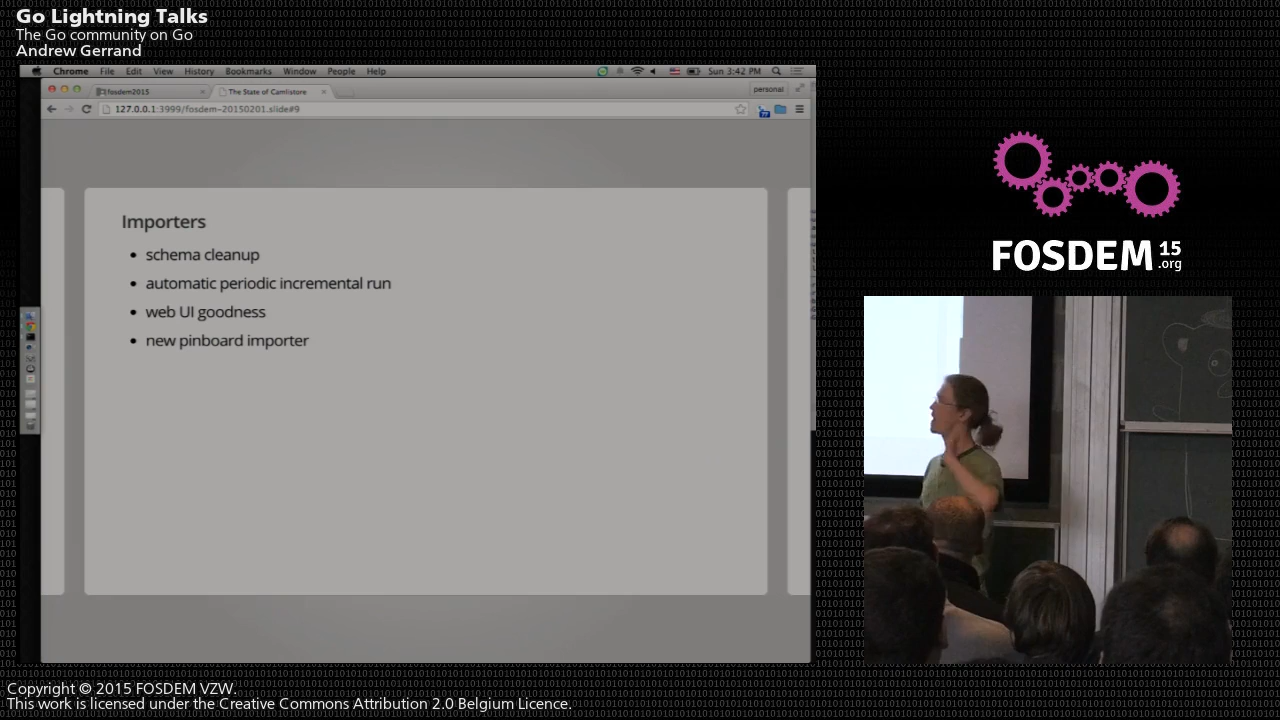 Go Lightning Talks
The Go community on Go
Andrew Gerrand
Chrome File Edit View History Bookmarks Window People Help Sun 3:42 PM
fosdem2015 The State of Camlistore personal
127.0.0.1:3999/fosdem-20150201.slide#9
Importers
• schema cleanup
• automatic periodic incremental run
• web UI goodness
• new pinboard importer
FOSDEM 15
.org
Copyright © 2015 FOSDEM VZW.
This work is licensed under the Creative Commons Attribution 2.0 Belgium Licence.